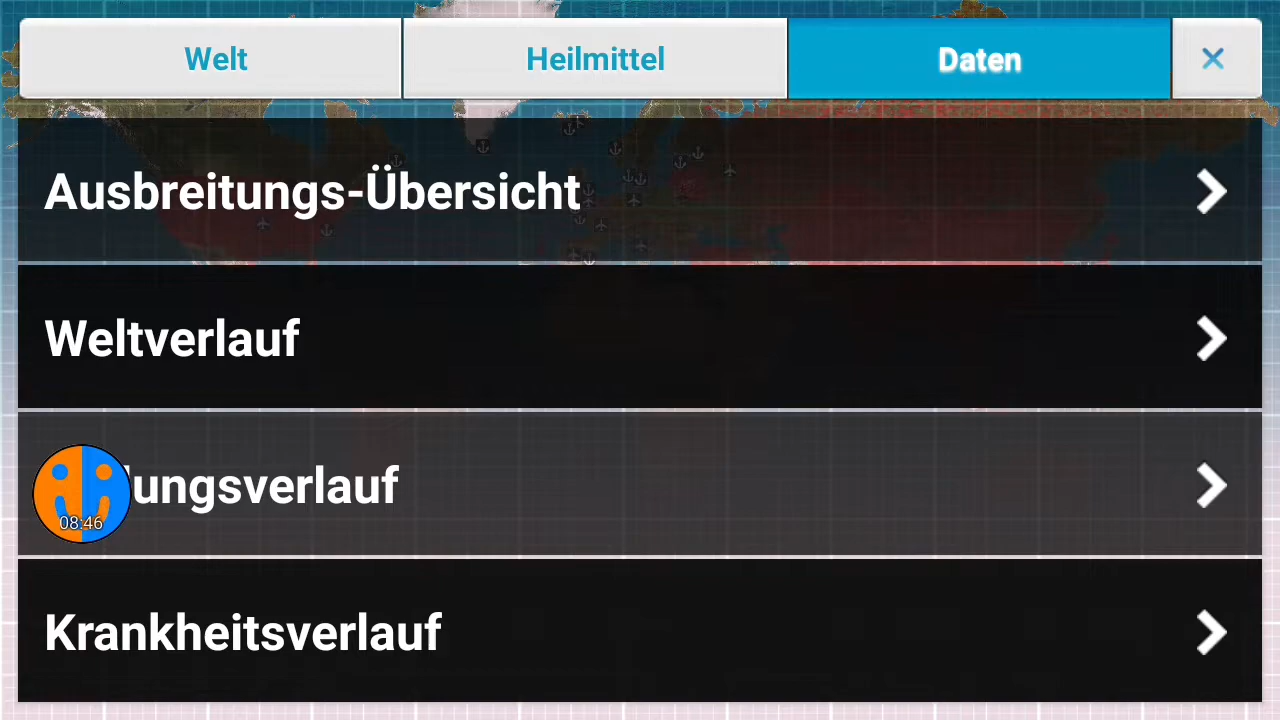 Welt
Heilmittel
Daten
Ausbreitungs-Übersicht
Weltverlauf
lungsverlauf
08:46
Krankheitsverlauf